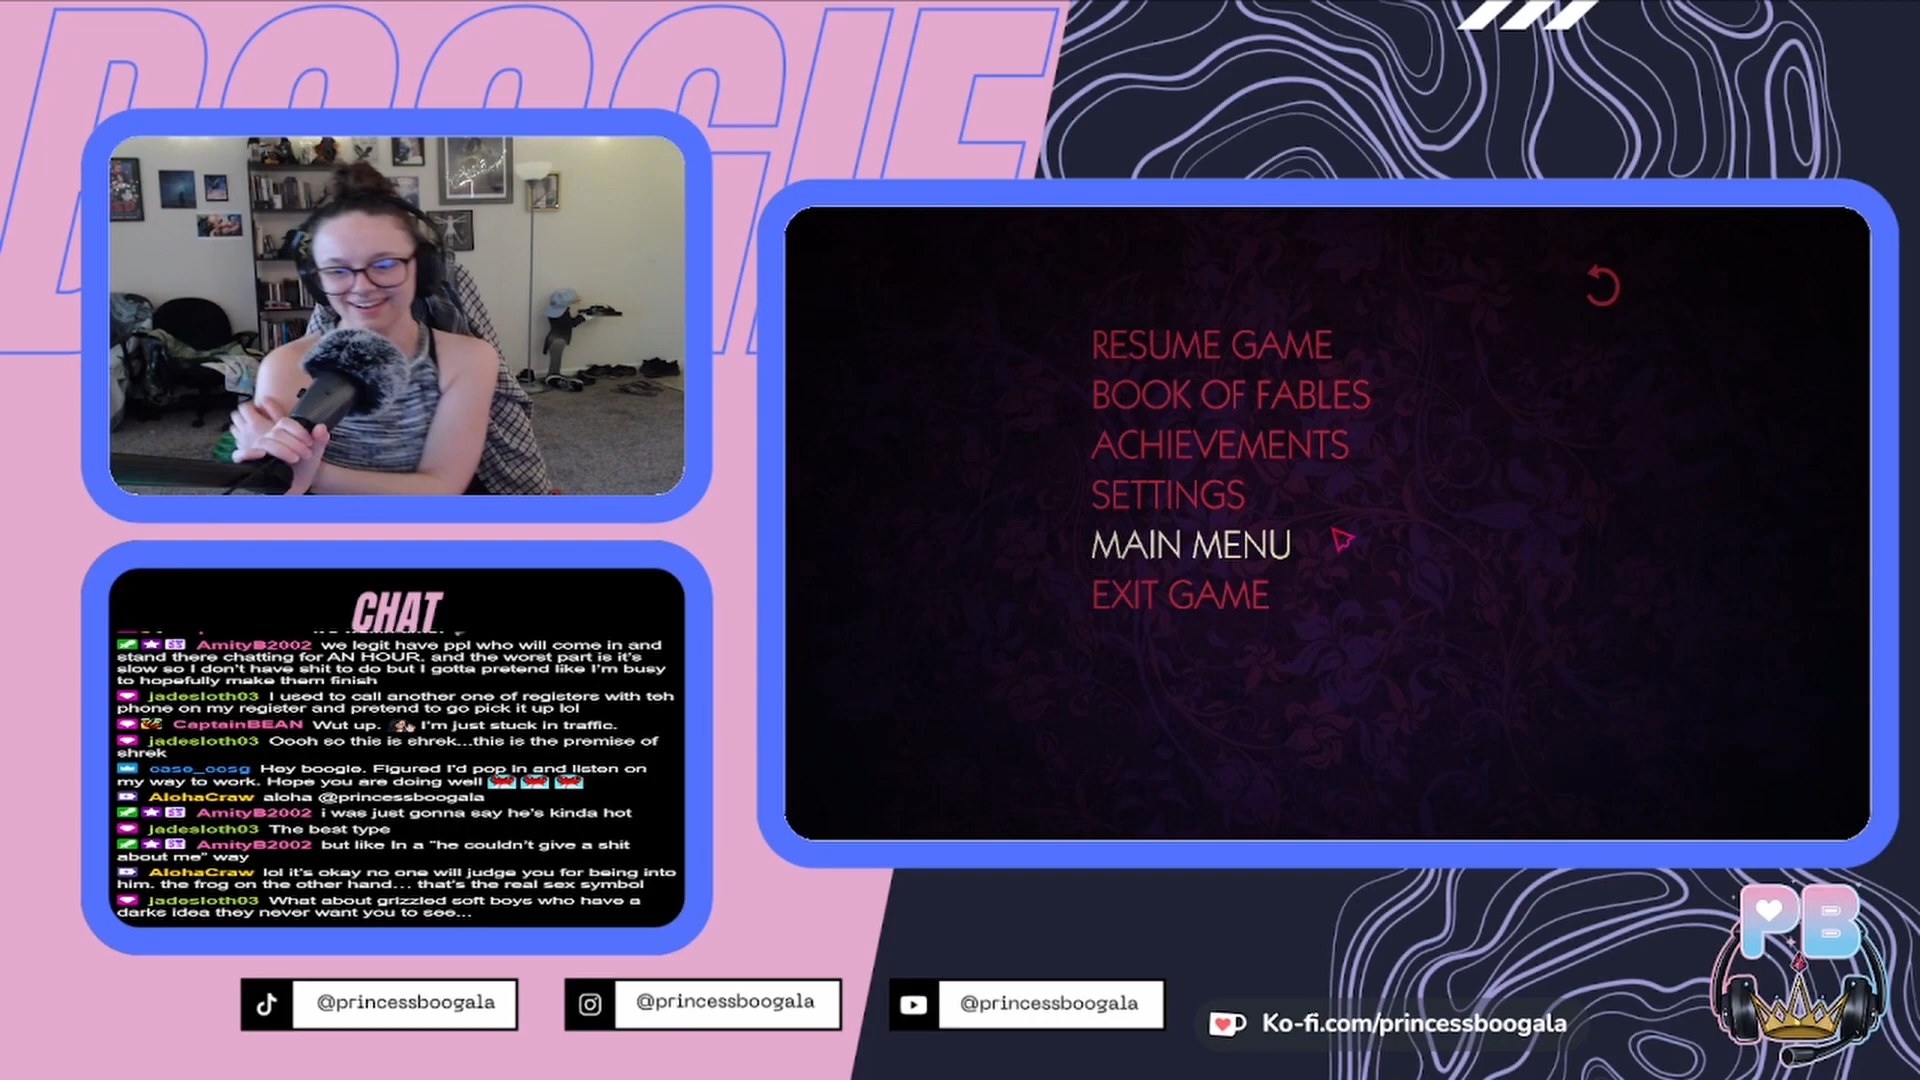 BOOGIE
RESUME GAME
BOOK OF FABLES
ACHIEVEMENTS
SETTINGS
MAIN MENU
EXIT GAME
CHAT
AmityB2002 we legit have ppl who will come in and
stand there chatting for AN HOUR. and the worst part is it's
slow so I don't have shit to do but I gotta pretend like I'm busy
to hopefully make them finish
jadesloth03 I used to call another one of registers with teh
phone on my register and pretend to go pick it up lol
CaptainBEAN Wut up. I'm just stuck in traffic.
jadesloth03 Oooh so this is shrek...this is the premise of
shrek
Hey boogie. Figured I'd pop in and listen on
my way to work. Hope you are doing well
AlohaCraw aloha @princessboogala
AmityB2002 i was just gonna say he's kinda hot
jadesloth03 The best type
AmityB2002 but like In a "he couldn't give a shit
about me" way
AlohaCraw lol it's okay no one will judge you for being into
him. the frog on the other hand... that's the real sex symbol
jadesloth03 What about grizzled soft boys who have a
darks idea they never want you to see...
@princessboogala
@princessboogala
@princessboogala
Ko-fi.com/princessboogala
PB